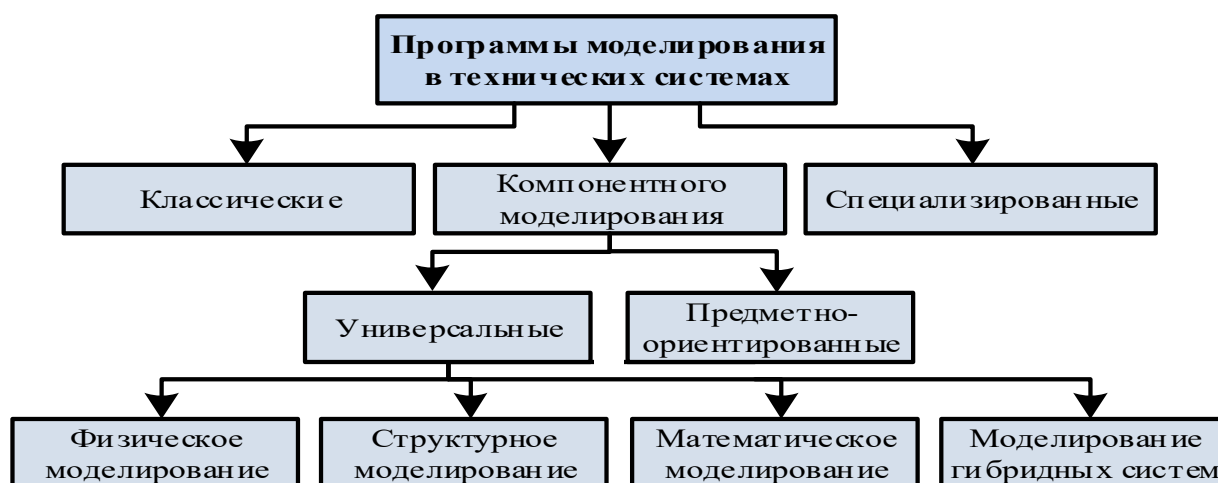 Программы моделирования
в технических системах
Классические
Компонентного
моделирования
Специализированные
Универсальные
Предметно-
ориентированные
Физическое
моделирование
Структурное
моделирование
Математическое
моделирование
Моделирование
гибридных систем